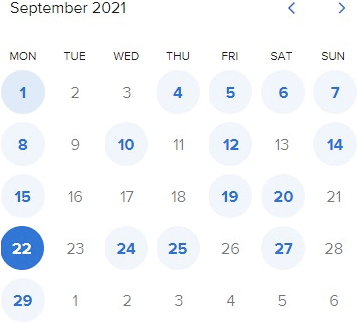 September 2021
MON TUE WED THU FRI SAT SUN
1 2 3 4 5 6 7
8 9 10 11 12 13 14
15 16 17 18 19 20 21
22 23 24 25 26 27 28
29 1 2 3 4 5 6